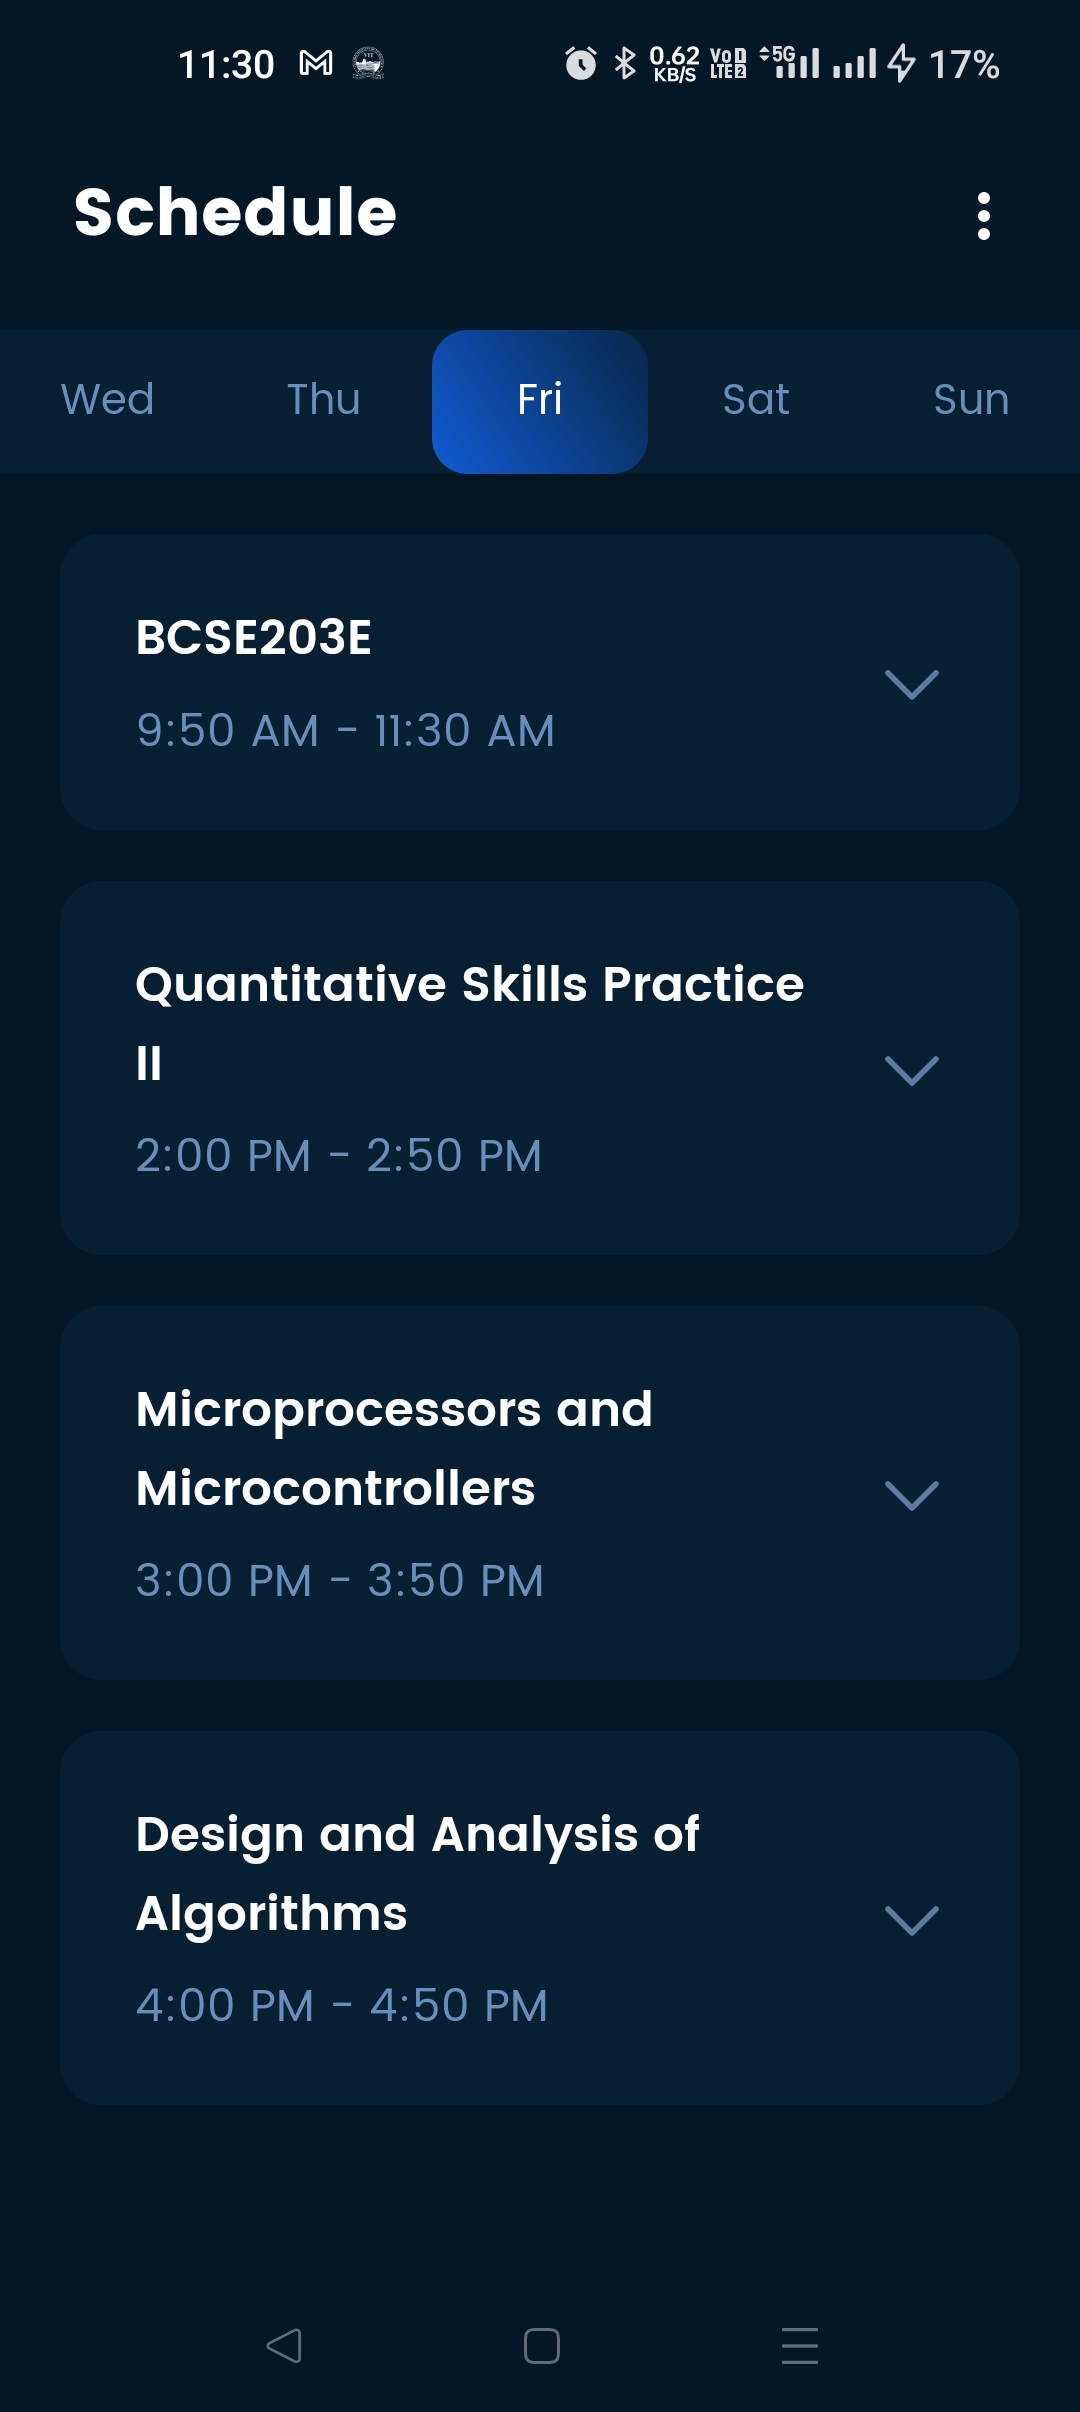 11:30 0.62 KB/S VoD LTE2 5G 17%
Schedule
Wed Thu Fri Sat Sun
BCSE203E
9:50 AM - 11:30 AM
Quantitative Skills Practice
II
2:00 PM - 2:50 PM
Microprocessors and
Microcontrollers
3:00 PM - 3:50 PM
Design and Analysis of
Algorithms
4:00 PM - 4:50 PM